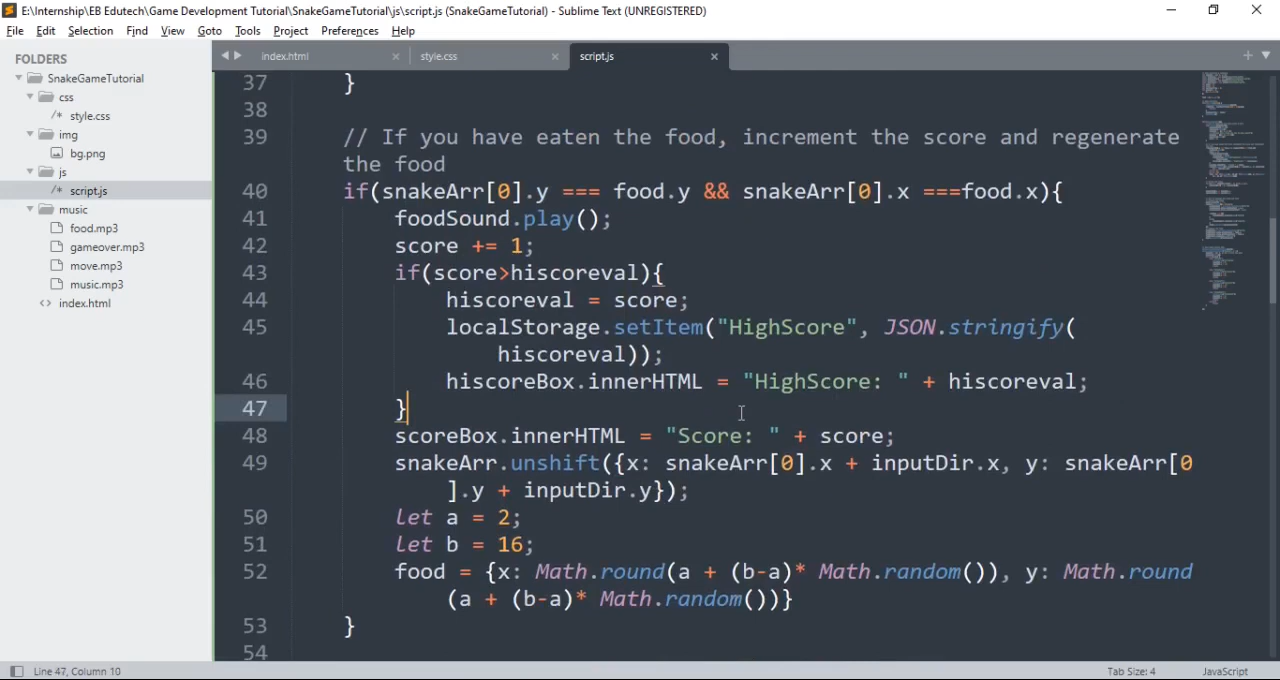 E:\Internship\EB Edutech\Game Development Tutorial\SnakeGameTutorial\js\script.js (SnakeGameTutorial) - Sublime Text (UNREGISTERED)
File Edit Selection Find View Goto Tools Project Preferences Help
FOLDERS
SnakeGameTutorial
css
/* style.css
img
bg.png
js
/* script.js
music
food.mp3
gameover.mp3
move.mp3
music.mp3
<> index.html
index.html style.css script.js
37 }
38
39 // If you have eaten the food, increment the score and regenerate
the food
40 if(snakeArr[0].y === food.y && snakeArr[0].x ===food.x){
41 foodSound.play();
42 score += 1;
43 if(score>hiscoreval){
44 hiscoreval = score;
45 localStorage.setItem("HighScore", JSON.stringify(
hiscoreval));
46 hiscoreBox.innerHTML = "HighScore: " + hiscoreval;
47 }
48 scoreBox.innerHTML = "Score: " + score;
49 snakeArr.unshift({x: snakeArr[0].x + inputDir.x, y: snakeArr[0
].y + inputDir.y});
50 let a = 2;
51 let b = 16;
52 food = {x: Math.round(a + (b-a)* Math.random()), y: Math.round
(a + (b-a)* Math.random())}
53 }
54
Line 47, Column 10 Tab Size: 4 JavaScript